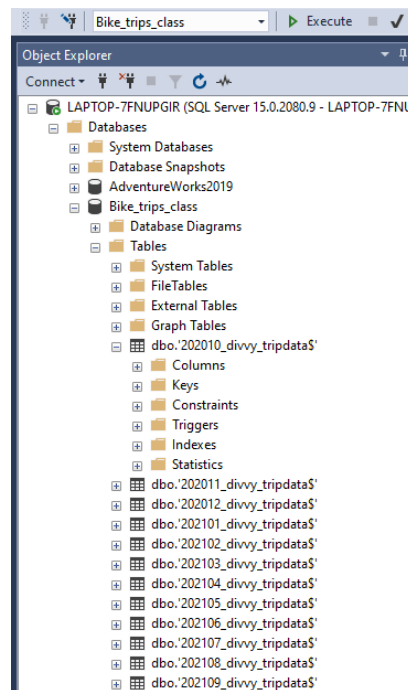 Bike_trips_class Execute
Object Explorer
Connect
LAPTOP-7FNUPGIR (SQL Server 15.0.2080.9 - LAPTOP-7FNU
Databases
System Databases
Database Snapshots
AdventureWorks2019
Bike_trips_class
Database Diagrams
Tables
System Tables
FileTables
External Tables
Graph Tables
dbo.'202010_divvy_tripdata$'
Columns
Keys
Constraints
Triggers
Indexes
Statistics
dbo.'202011_divvy_tripdata$'
dbo.'202012_divvy_tripdata$'
dbo.'202101_divvy_tripdata$'
dbo.'202102_divvy_tripdata$'
dbo.'202103_divvy_tripdata$'
dbo.'202104_divvy_tripdata$'
dbo.'202105_divvy_tripdata$'
dbo.'202106_divvy_tripdata$'
dbo.'202107_divvy_tripdata$'
dbo.'202108_divvy_tripdata$'
dbo.'202109_divvy_tripdata$'